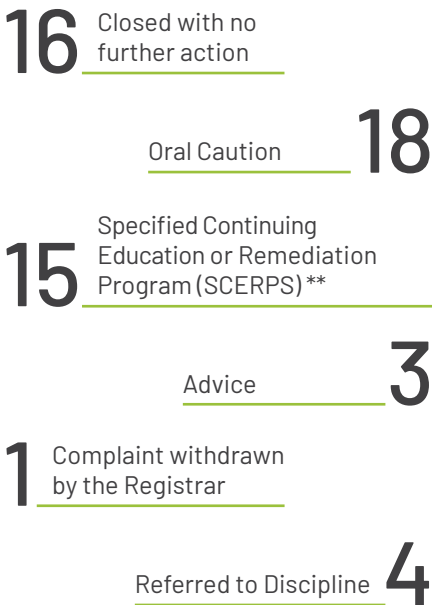 16 Closed with no
further action
Oral Caution 18
Specified Continuing
Education or Remediation
15 Program (SCERPS) **
Advice 3
1 Complaint withdrawn
by the Registrar
Referred to Discipline 4